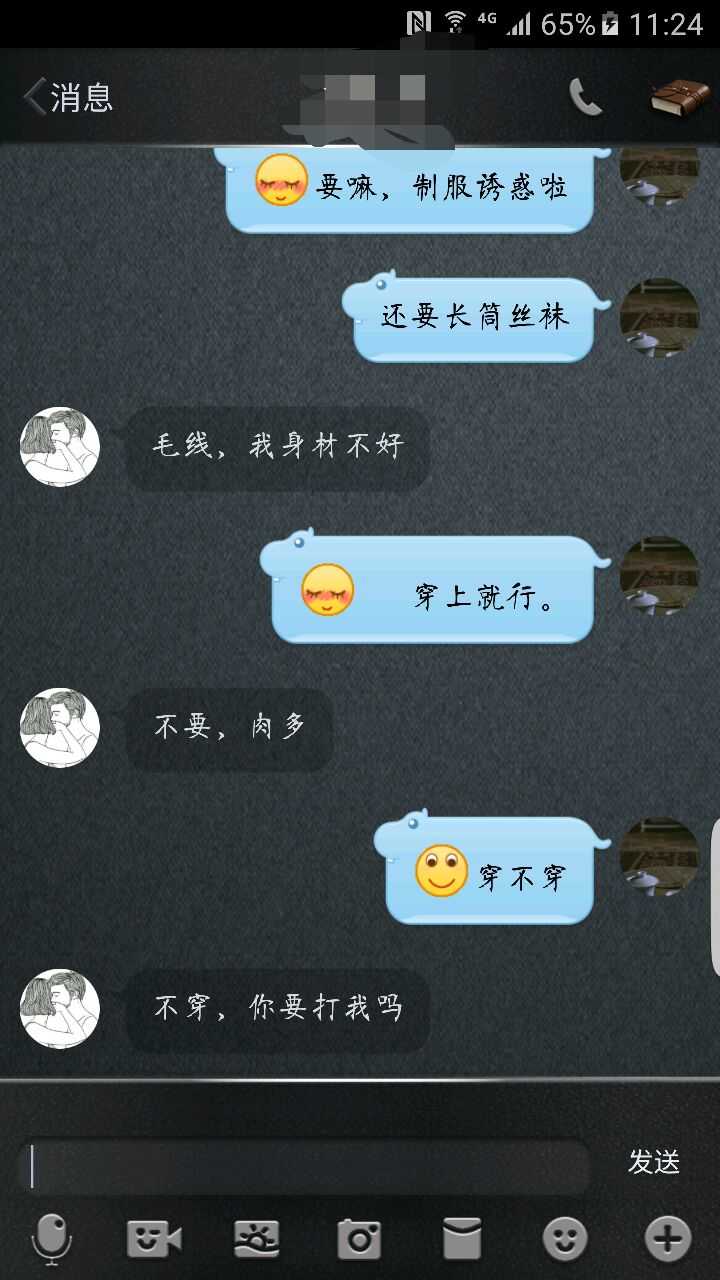 4G 65% 11:24
消息
要嘛，制服诱惑啦
还要长筒丝袜
毛线，我身材不好
穿上就行。
不要，肉多
穿不穿
不穿，你要打我吗
发送